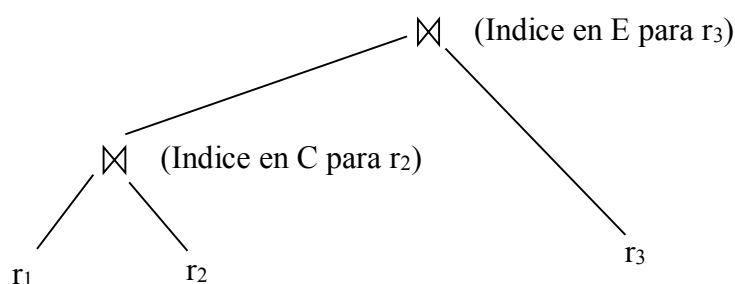 ⋈ (Indice en E para r₃)
⋈ (Indice en C para r₂)
r₁ r₂ r₃